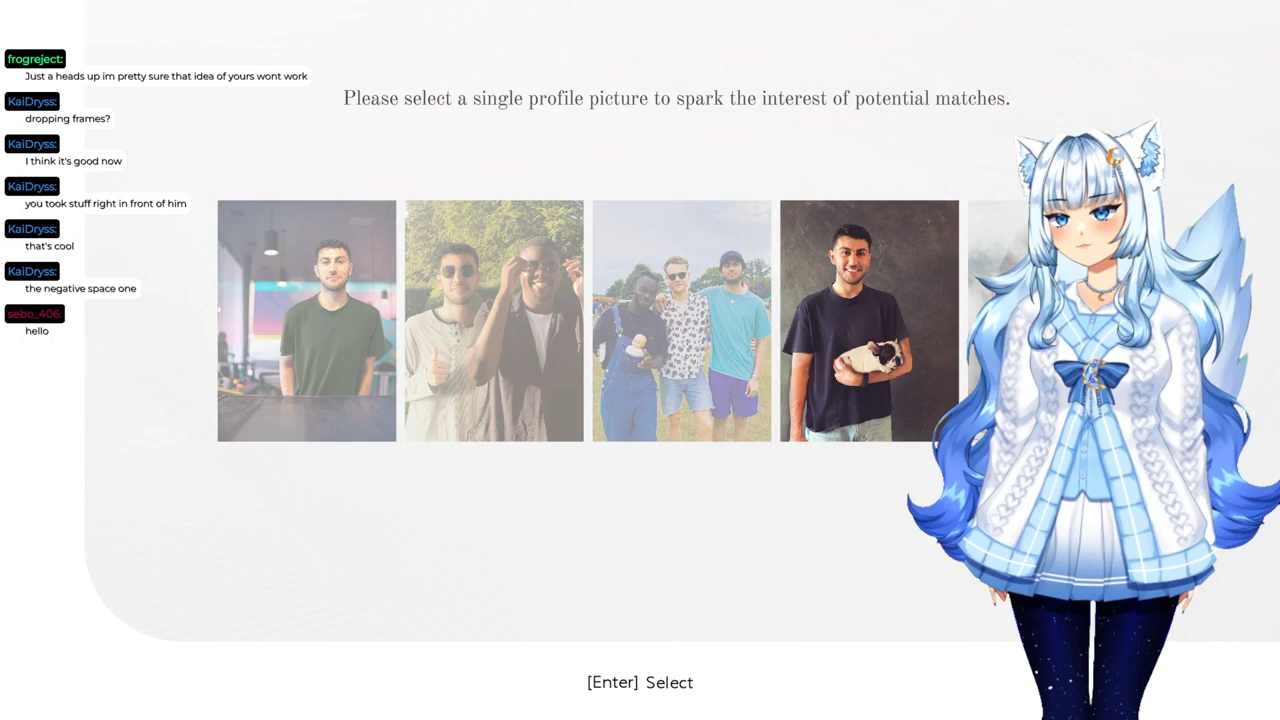 frogreject:
Just a heads up im pretty sure that idea of yours wont work
Please select a single profile picture to spark the interest of potential matches.
KaiDryss:
dropping frames?
KaiDryss:
I think it's good now
KaiDryss:
you took stuff right in front of him
KaiDryss:
that's cool
KaiDryss:
the negative space one
sebo_406:
hello
[Enter] Select